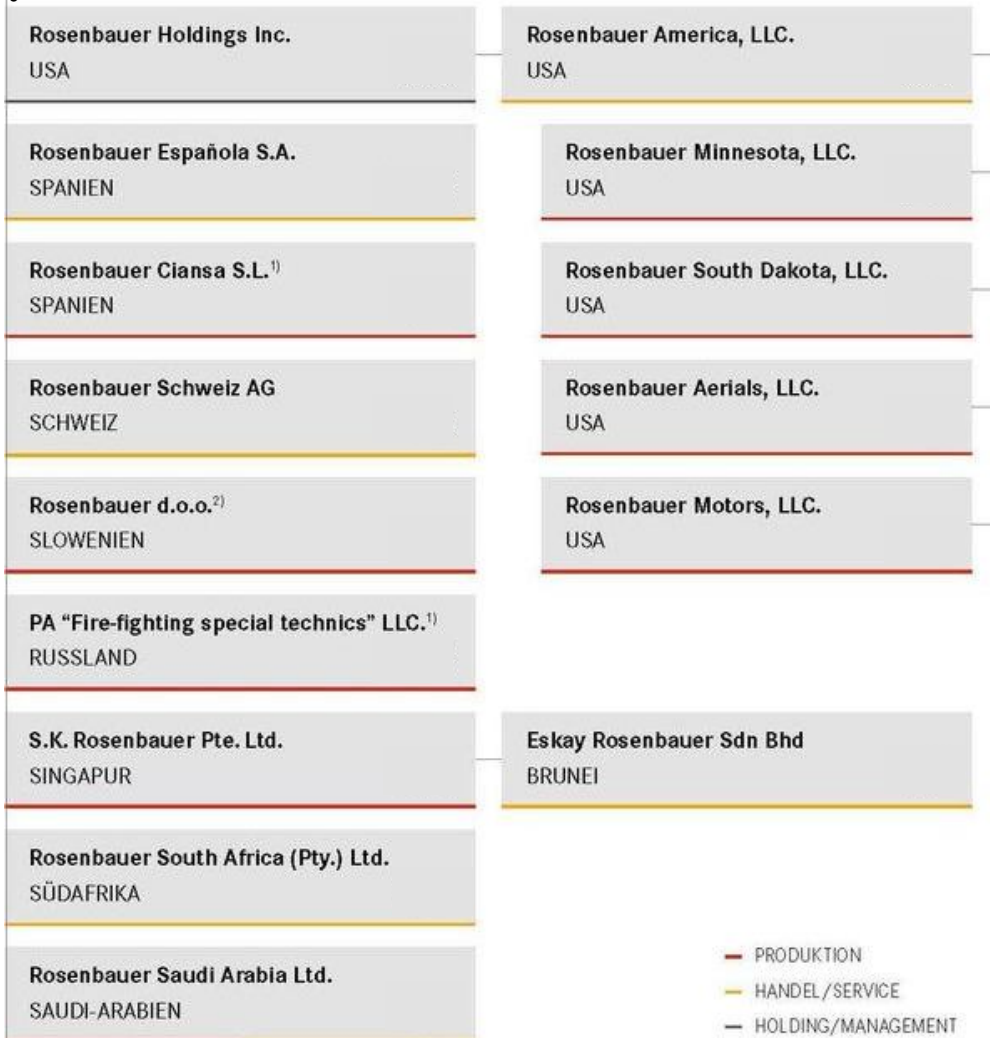 Rosenbauer Holdings Inc.
USA
Rosenbauer America, LLC.
USA
Rosenbauer Española S.A.
SPANIEN
Rosenbauer Minnesota, LLC.
USA
Rosenbauer Ciansa S.L.¹⁾
SPANIEN
Rosenbauer South Dakota, LLC.
USA
Rosenbauer Schweiz AG
SCHWEIZ
Rosenbauer Aerials, LLC.
USA
Rosenbauer d.o.o.²⁾
SLOWENIEN
Rosenbauer Motors, LLC.
USA
PA “Fire-fighting special technics” LLC.¹⁾
RUSSLAND
S.K. Rosenbauer Pte. Ltd.
SINGAPUR
Eskay Rosenbauer Sdn Bhd
BRUNEI
Rosenbauer South Africa (Pty.) Ltd.
SÜDAFRIKA
Rosenbauer Saudi Arabia Ltd.
SAUDI-ARABIEN
PRODUKTION
HANDEL/SERVICE
HOLDING/MANAGEMENT